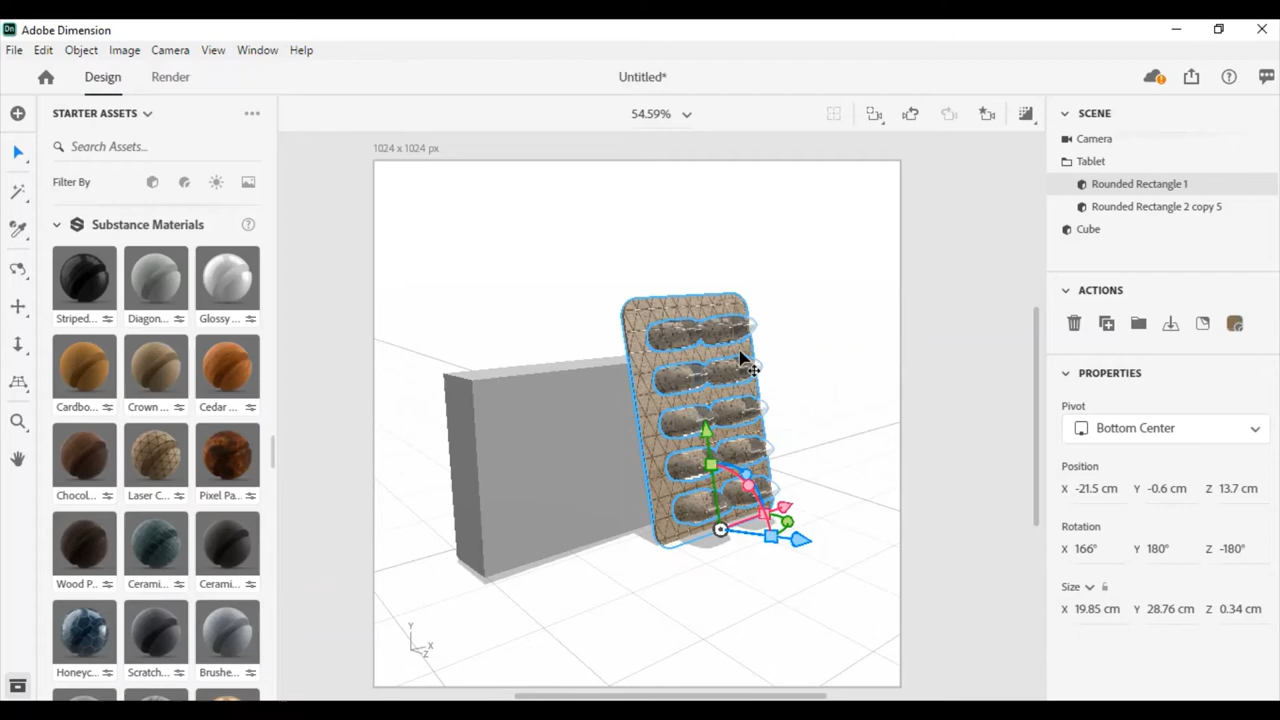 Dn Adobe Dimension
File Edit Object Image Camera View Window Help
Design Render Untitled*
STARTER ASSETS 54.59% SCENE
1024 x 1024 px
Search Assets... Camera
Tablet
Filter By Rounded Rectangle 1
Rounded Rectangle 2 copy 5
Substance Materials Cube
ACTIONS
Striped... Diagon... Glossy ...
PROPERTIES
Cardbo... Crown ... Cedar ...
Pivot
Bottom Center
Position
X -21.5 cm Y -0.6 cm Z 13.7 cm
Chocol... Laser C... Pixel Pa...
Rotation
X 166° Y 180° Z -180°
Wood P... Cerami... Cerami...
Size
X 19.85 cm Y 28.76 cm Z 0.34 cm
Y
X
Z
Honeyc... Scratch... Brushe...